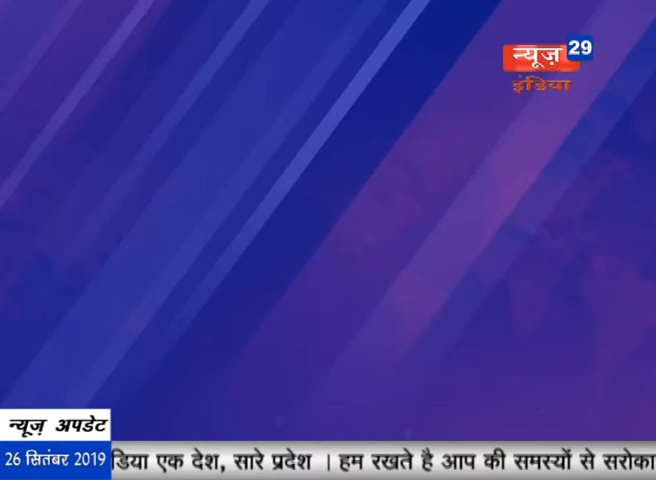 न्यूज़ 29
इंडिया
न्यूज़ अपडेट
26 सितंबर 2019
डिया एक देश, सारे प्रदेश । हम रखते है आप की समस्यों से सरोका